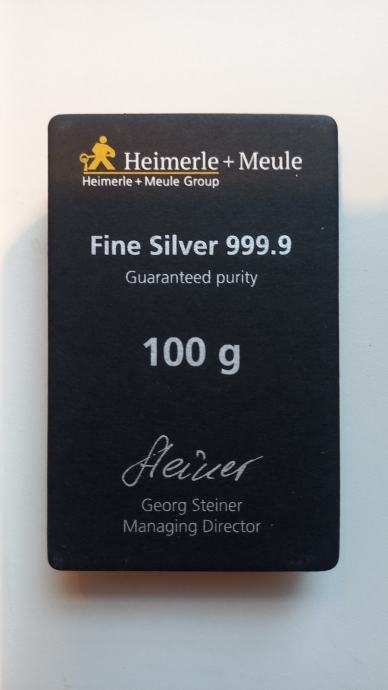 Heimerle + Meule
Heimerle + Meule Group
Fine Silver 999.9
Guaranteed purity
100 g
Steiner
Georg Steiner
Managing Director